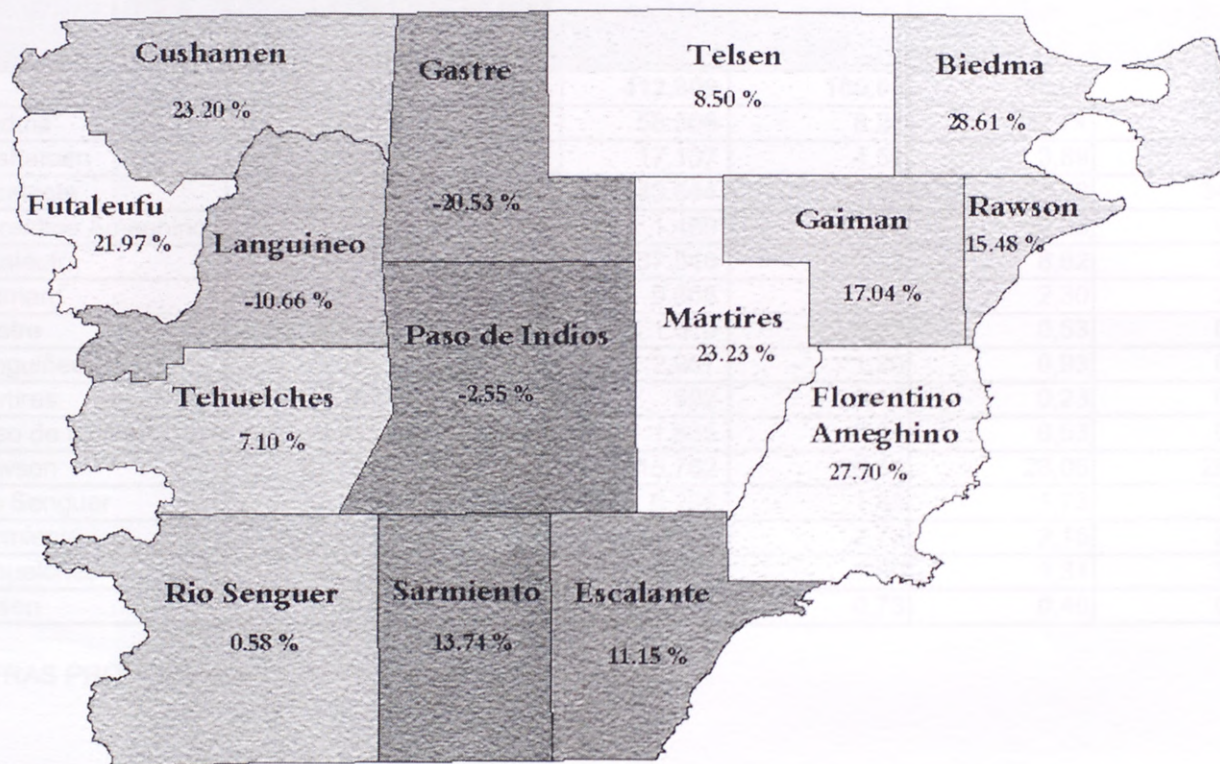 Cushamen
23.20 %
Gastre
-20.53 %
Telsen
8.50 %
Biedma
28.61 %
Futaleufu
21.97 %
Languiñeo
-10.66 %
Gaiman
17.04 %
Rawson
15.48 %
Paso de Indios
-2.55 %
Mártires
23.23 %
Tehuelches
7.10 %
Florentino
Ameghino
27.70 %
Rio Senguer
0.58 %
Sarmiento
13.74 %
Escalante
11.15 %